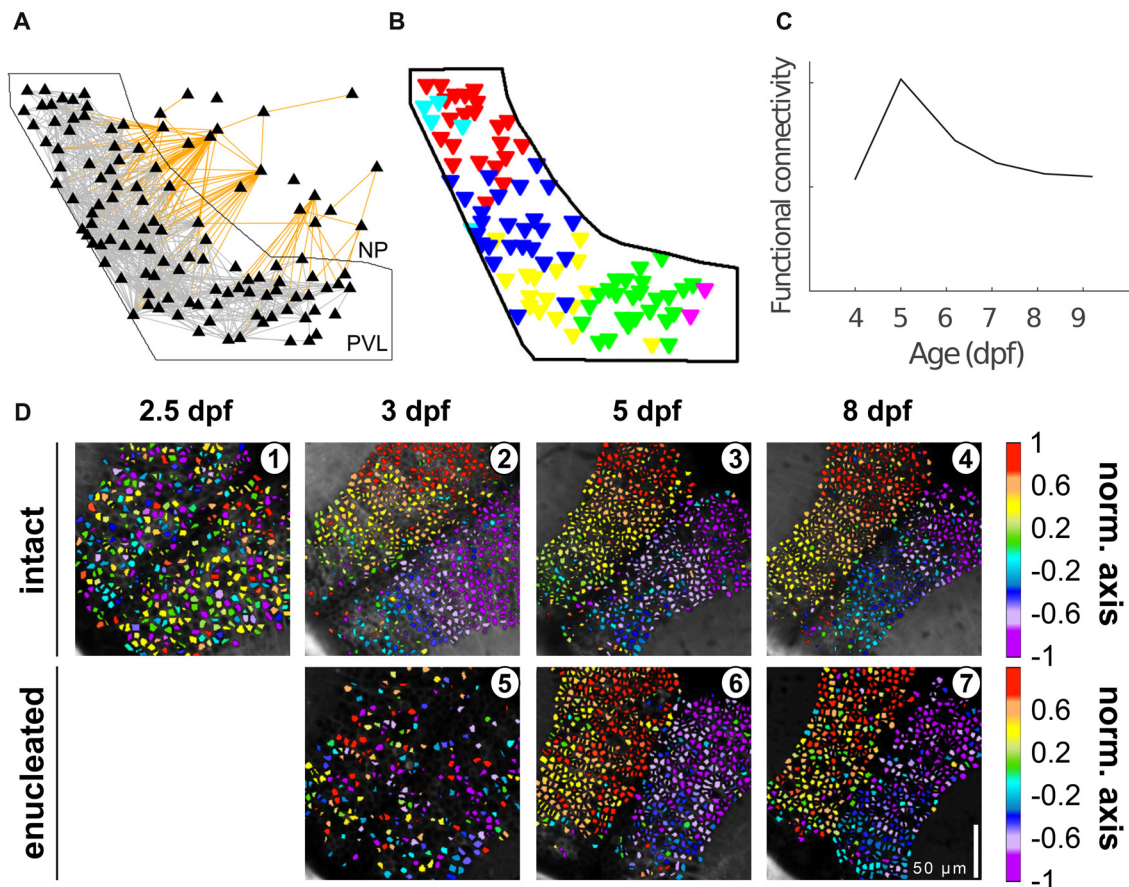 A
B
C
NP
PVL
Functional connectivity
4 5 6 7 8 9
Age (dpf)
D
2.5 dpf
3 dpf
5 dpf
8 dpf
intact
1
2
3
4
1
0.6
0.2
-0.2
-0.6
-1
norm. axis
enucleated
5
6
7
50 µm
1
0.6
0.2
-0.2
-0.6
-1
norm. axis